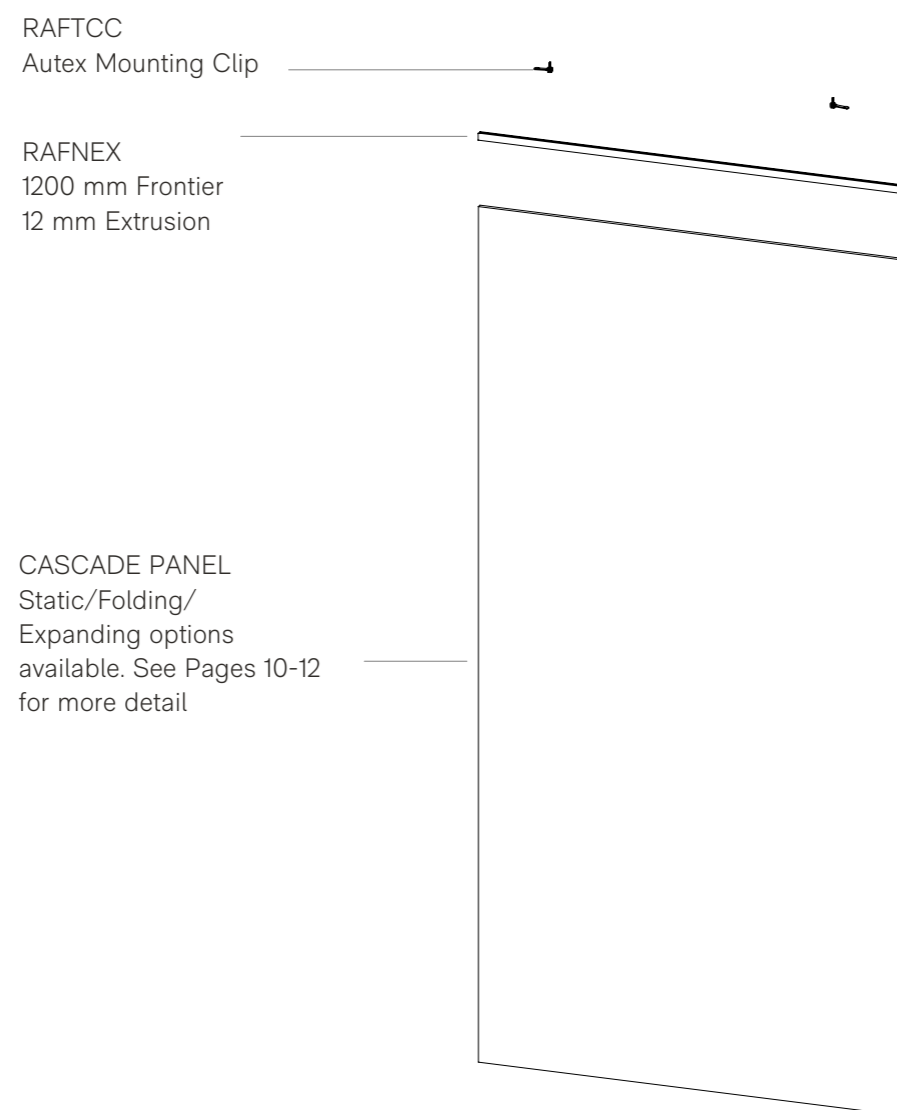 RAFTCC
Autex Mounting Clip
RAFNEX
1200 mm Frontier
12 mm Extrusion
CASCADE PANEL
Static/Folding/
Expanding options
available. See Pages 10-12
for more detail